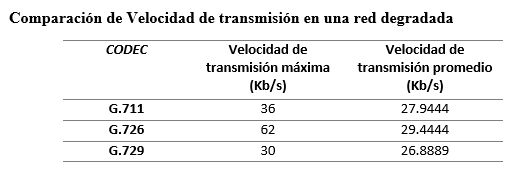 Comparación de Velocidad de transmisión en una red degradada
CODEC Velocidad de transmisión máxima (Kb/s) Velocidad de transmisión promedio (Kb/s)
G.711 36 27.9444
G.726 62 29.4444
G.729 30 26.8889